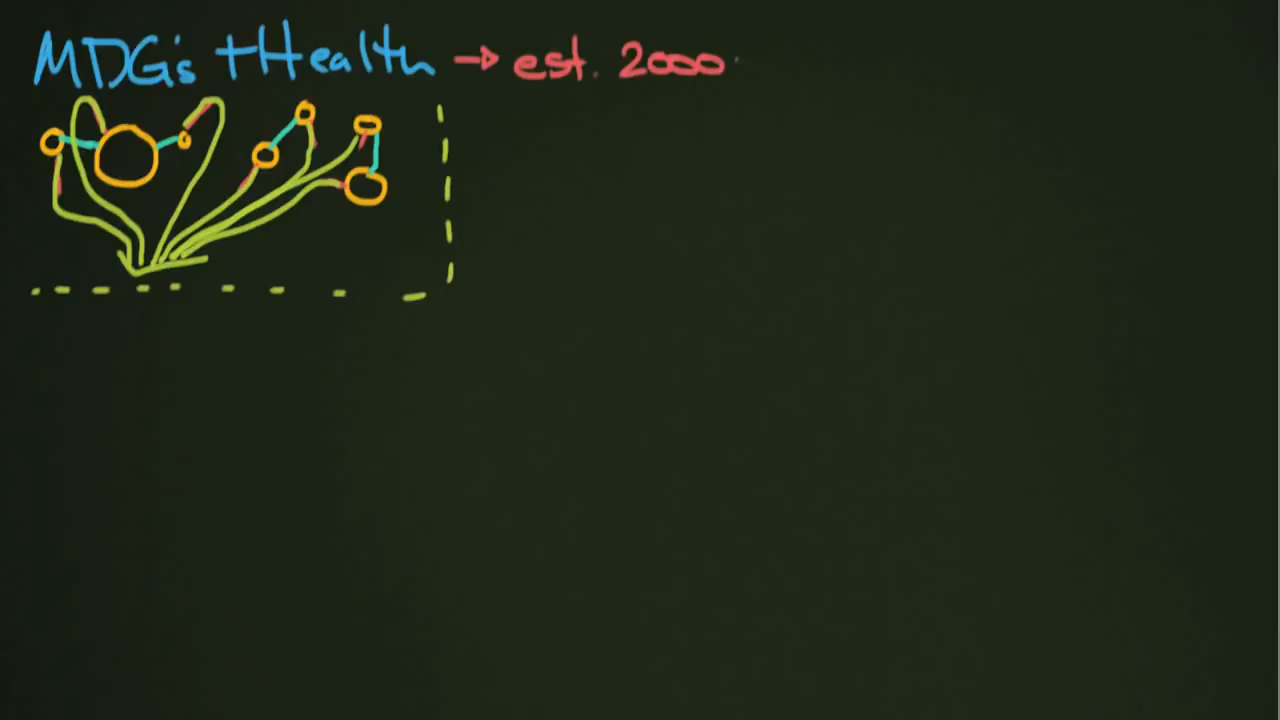 MDG's + Health → est. 2000